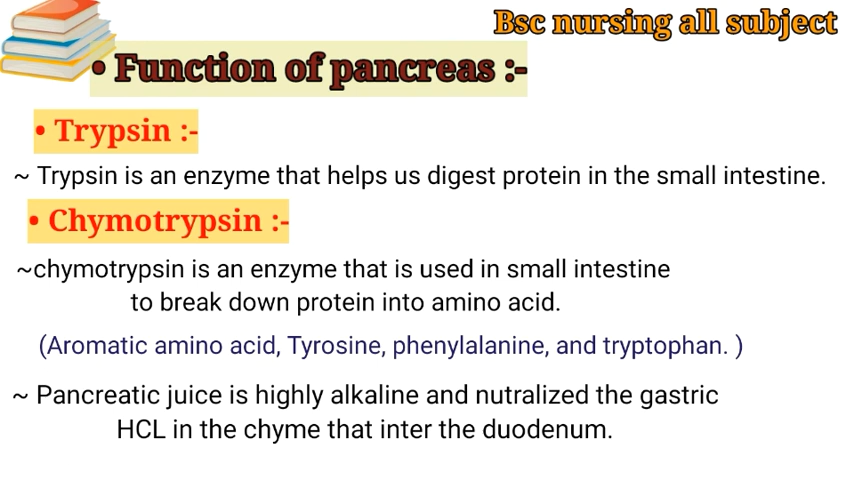 Bsc nursing all subject
• Function of pancreas :-
• Trypsin :-
~ Trypsin is an enzyme that helps us digest protein in the small intestine.
• Chymotrypsin :-
~chymotrypsin is an enzyme that is used in small intestine
to break down protein into amino acid.
(Aromatic amino acid, Tyrosine, phenylalanine, and tryptophan. )
~ Pancreatic juice is highly alkaline and nutralized the gastric
HCL in the chyme that inter the duodenum.